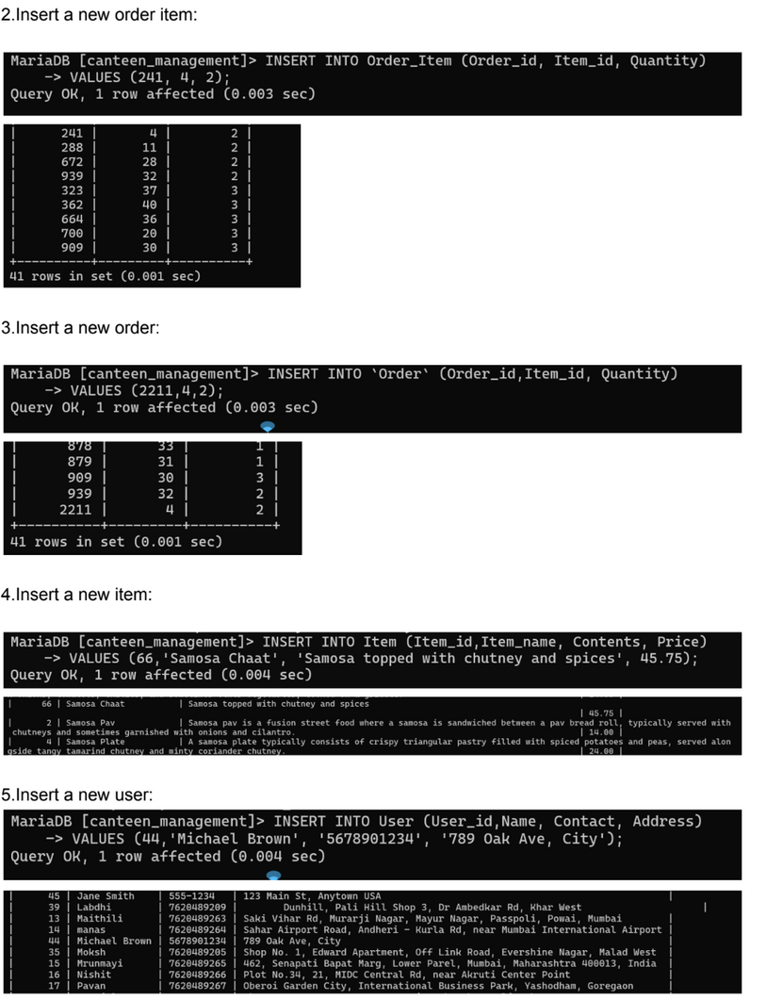 2.Insert a new order item:
MariaDB [canteen_management]> INSERT INTO Order_Item (Order_id, Item_id, Quantity)
-> VALUES (241, 4, 2);
Query OK, 1 row affected (0.003 sec)
| 241 | 4 | 2 |
| 288 | 11 | 2 |
| 672 | 28 | 2 |
| 939 | 32 | 2 |
| 323 | 37 | 3 |
| 362 | 40 | 3 |
| 664 | 36 | 3 |
| 700 | 20 | 3 |
| 909 | 30 | 3 |
+----------+---------+----------+
41 rows in set (0.001 sec)
3.Insert a new order:
MariaDB [canteen_management]> INSERT INTO `Order` (Order_id,Item_id, Quantity)
-> VALUES (2211,4,2);
Query OK, 1 row affected (0.003 sec)
| 878 | 33 | 1 |
| 879 | 31 | 1 |
| 909 | 30 | 3 |
| 939 | 32 | 2 |
| 2211 | 4 | 2 |
+----------+---------+----------+
41 rows in set (0.001 sec)
4.Insert a new item:
MariaDB [canteen_management]> INSERT INTO Item (Item_id,Item_name, Contents, Price)
-> VALUES (66,'Samosa Chaat', 'Samosa topped with chutney and spices', 45.75);
Query OK, 1 row affected (0.004 sec)
| 66 | Samosa Chaat | Samosa topped with chutney and spices
| 45.75 |
| 2 | Samosa Pav | Samosa pav is a fusion street food where a samosa is sandwiched between a pav bread roll, typically served with
chutneys and sometimes garnished with onions and cilantro. | 14.00 |
| 4 | Samosa Plate | A samosa plate typically consists of crispy triangular pastry filled with spiced potatoes and peas, served alon
gside tangy tamarind chutney and minty coriander chutney. | 24.00 |
5.Insert a new user:
MariaDB [canteen_management]> INSERT INTO User (User_id,Name, Contact, Address)
-> VALUES (44,'Michael Brown', '5678901234', '789 Oak Ave, City');
Query OK, 1 row affected (0.004 sec)
| 45 | Jane Smith | 555-1234 | 123 Main St, Anytown USA |
| 39 | Labdhi | 7620489209 | Dunhill, Pali Hill Shop 3, Dr Ambedkar Rd, Khar West |
| 13 | Maithili | 7620489263 | Saki Vihar Rd, Murarji Nagar, Mayur Nagar, Passpoli, Powai, Mumbai |
| 14 | manas | 7620489264 | Sahar Airport Road, Andheri - Kurla Rd, near Mumbai International Airport |
| 44 | Michael Brown | 5678901234 | 789 Oak Ave, City |
| 35 | Moksh | 7620489205 | Shop No. 1, Edward Apartment, Off Link Road, Evershine Nagar, Malad West |
| 15 | Mrunmayi | 7620489265 | 462, Senapati Bapat Marg, Lower Parel, Mumbai, Maharashtra 400013, India |
| 16 | Nishit | 7620489266 | Plot No.34, 21, MIDC Central Rd, near Akruti Center Point |
| 17 | Pavan | 7620489267 | Oberoi Garden City, International Business Park, Yashodham, Goregaon |